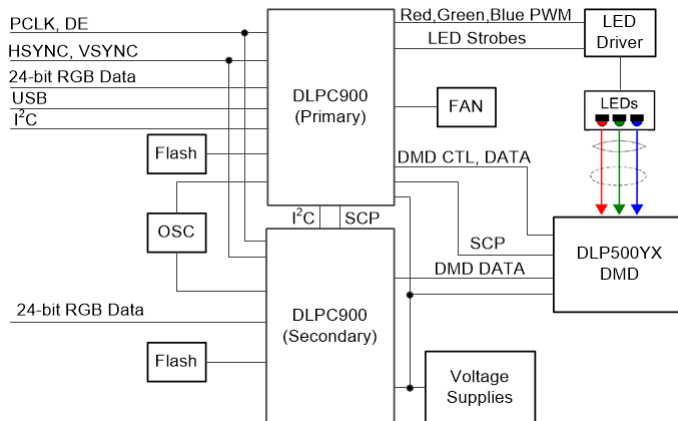 PCLK, DE
HSYNC, VSYNC
24-bit RGB Data
USB
I²C
Flash
OSC
24-bit RGB Data
Flash
DLPC900
(Primary)
I²C
SCP
DLPC900
(Secondary)
Red,Green,Blue PWM
LED Strobes
FAN
DMD CTL, DATA
SCP
DMD DATA
Voltage
Supplies
LED
Driver
LEDs
DLP500YX
DMD